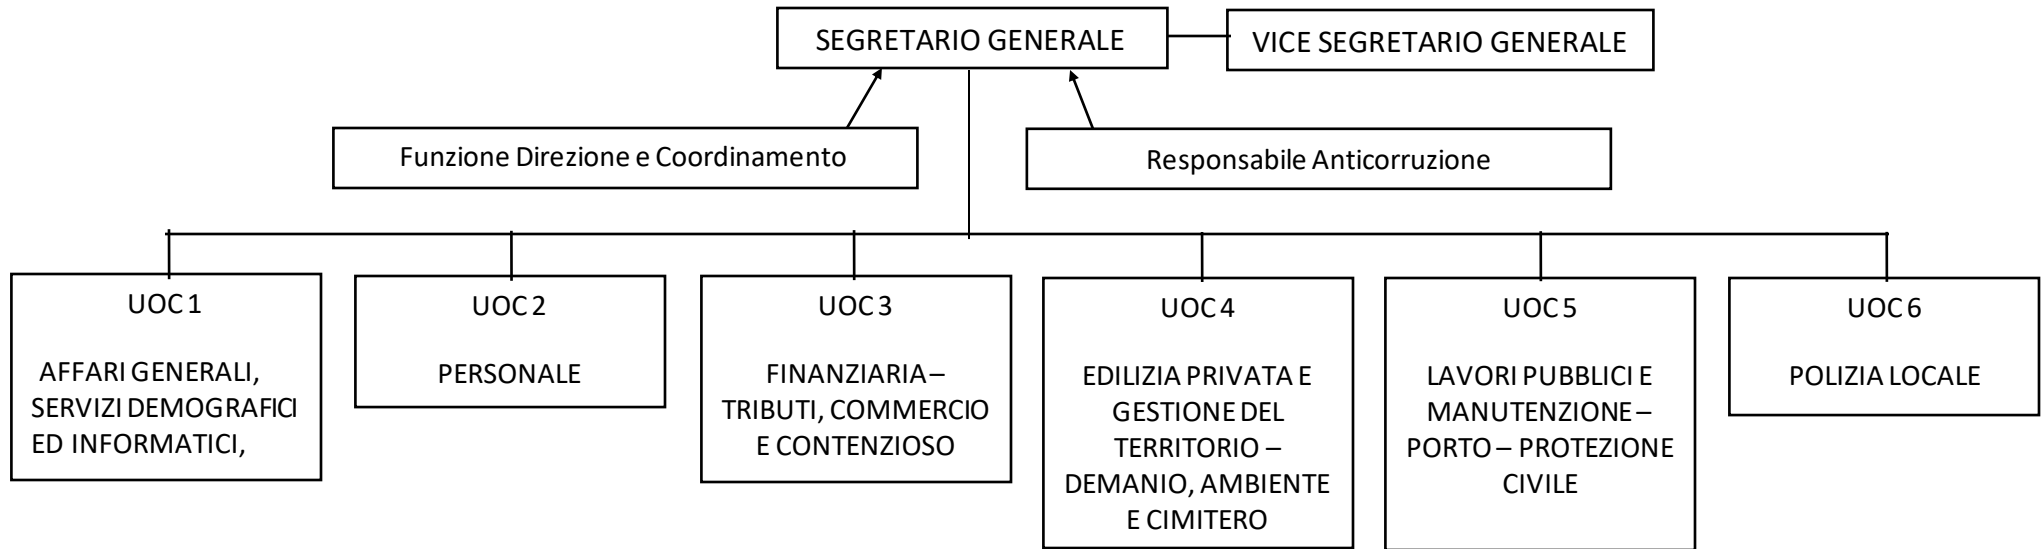 SEGRETARIO GENERALE
VICE SEGRETARIO GENERALE
Funzione Direzione e Coordinamento
Responsabile Anticorruzione
UOC 1
AFFARI GENERALI,
SERVIZI DEMOGRAFICI
ED INFORMATICI,
UOC 2
PERSONALE
UOC 3
FINANZIARIA –
TRIBUTI, COMMERCIO
E CONTENZIOSO
UOC 4
EDILIZIA PRIVATA E
GESTIONE DEL
TERRITORIO –
DEMANIO, AMBIENTE
E CIMITERO
UOC 5
LAVORI PUBBLICI E
MANUTENZIONE –
PORTO – PROTEZIONE
CIVILE
UOC 6
POLIZIA LOCALE